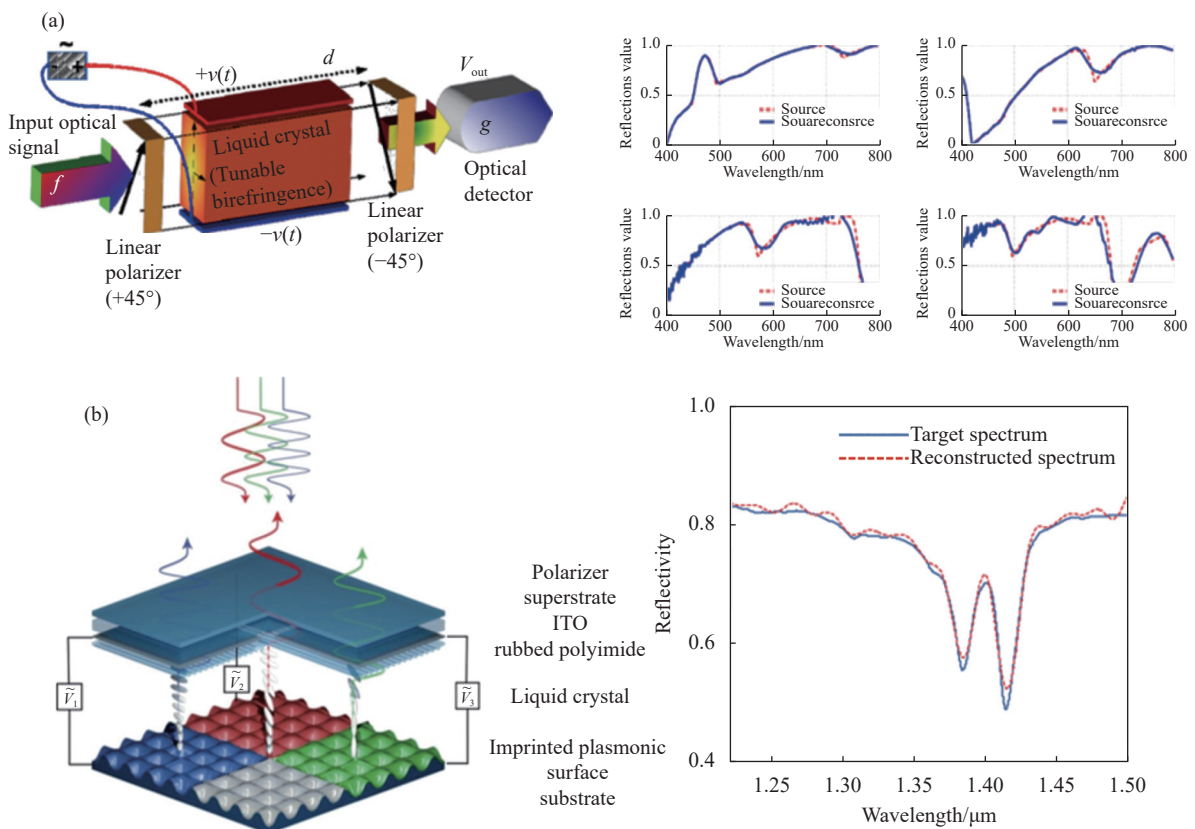 (a)
~
- +
+v(t)
d
V_out
Input optical
signal
f
Liquid crystal
(Tunable
birefringence)
g
Optical
detector
Linear
polarizer
(+45°)
−v(t)
Linear
polarizer
(−45°)
Reflections value
1.0
0.5
0
400 500 600 700 800
Wavelength/nm
Source
Souareconsrce
Reflections value
1.0
0.5
0
400 500 600 700 800
Wavelength/nm
Source
Souareconsrce
Reflections value
1.0
0.5
0
400 500 600 700 800
Wavelength/nm
Source
Souareconsrce
Reflections value
1.0
0.5
0
400 500 600 700 800
Wavelength/nm
Source
Souareconsrce
(b)
Polarizer
superstrate
ITO
rubbed polyimide
Ṽ₁
Ṽ₂
Ṽ₃
Liquid crystal
Imprinted plasmonic
surface
substrate
Reflectivity
1.0
0.8
0.6
0.4
Target spectrum
Reconstructed spectrum
1.25 1.30 1.35 1.40 1.45 1.50
Wavelength/μm